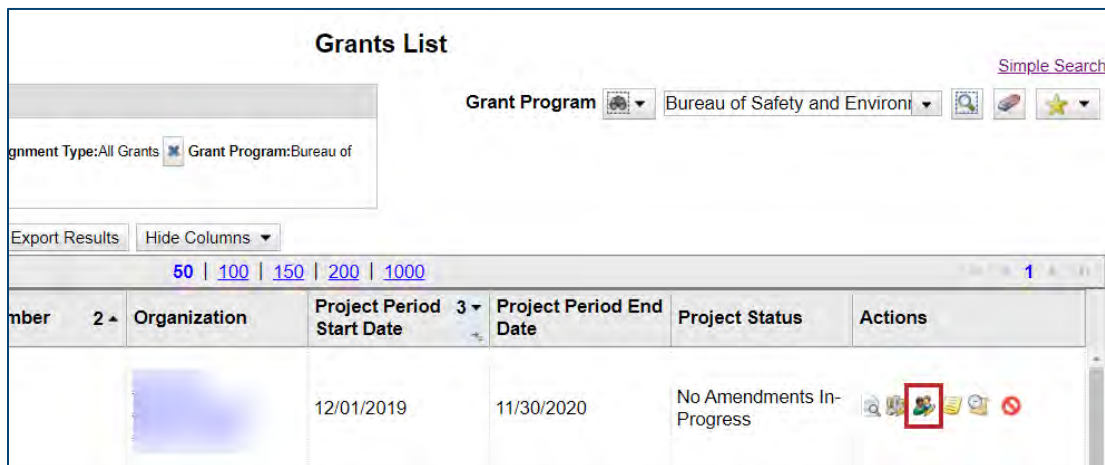 Grants List
Simple Search
Grant Program Bureau of Safety and Environr
gnment Type:All Grants Grant Program:Bureau of
Export Results Hide Columns
50 | 100 | 150 | 200 | 1000 1
mber 2 Organization Project Period Start Date 3 Project Period End Date Project Status Actions
12/01/2019 11/30/2020 No Amendments In-
Progress